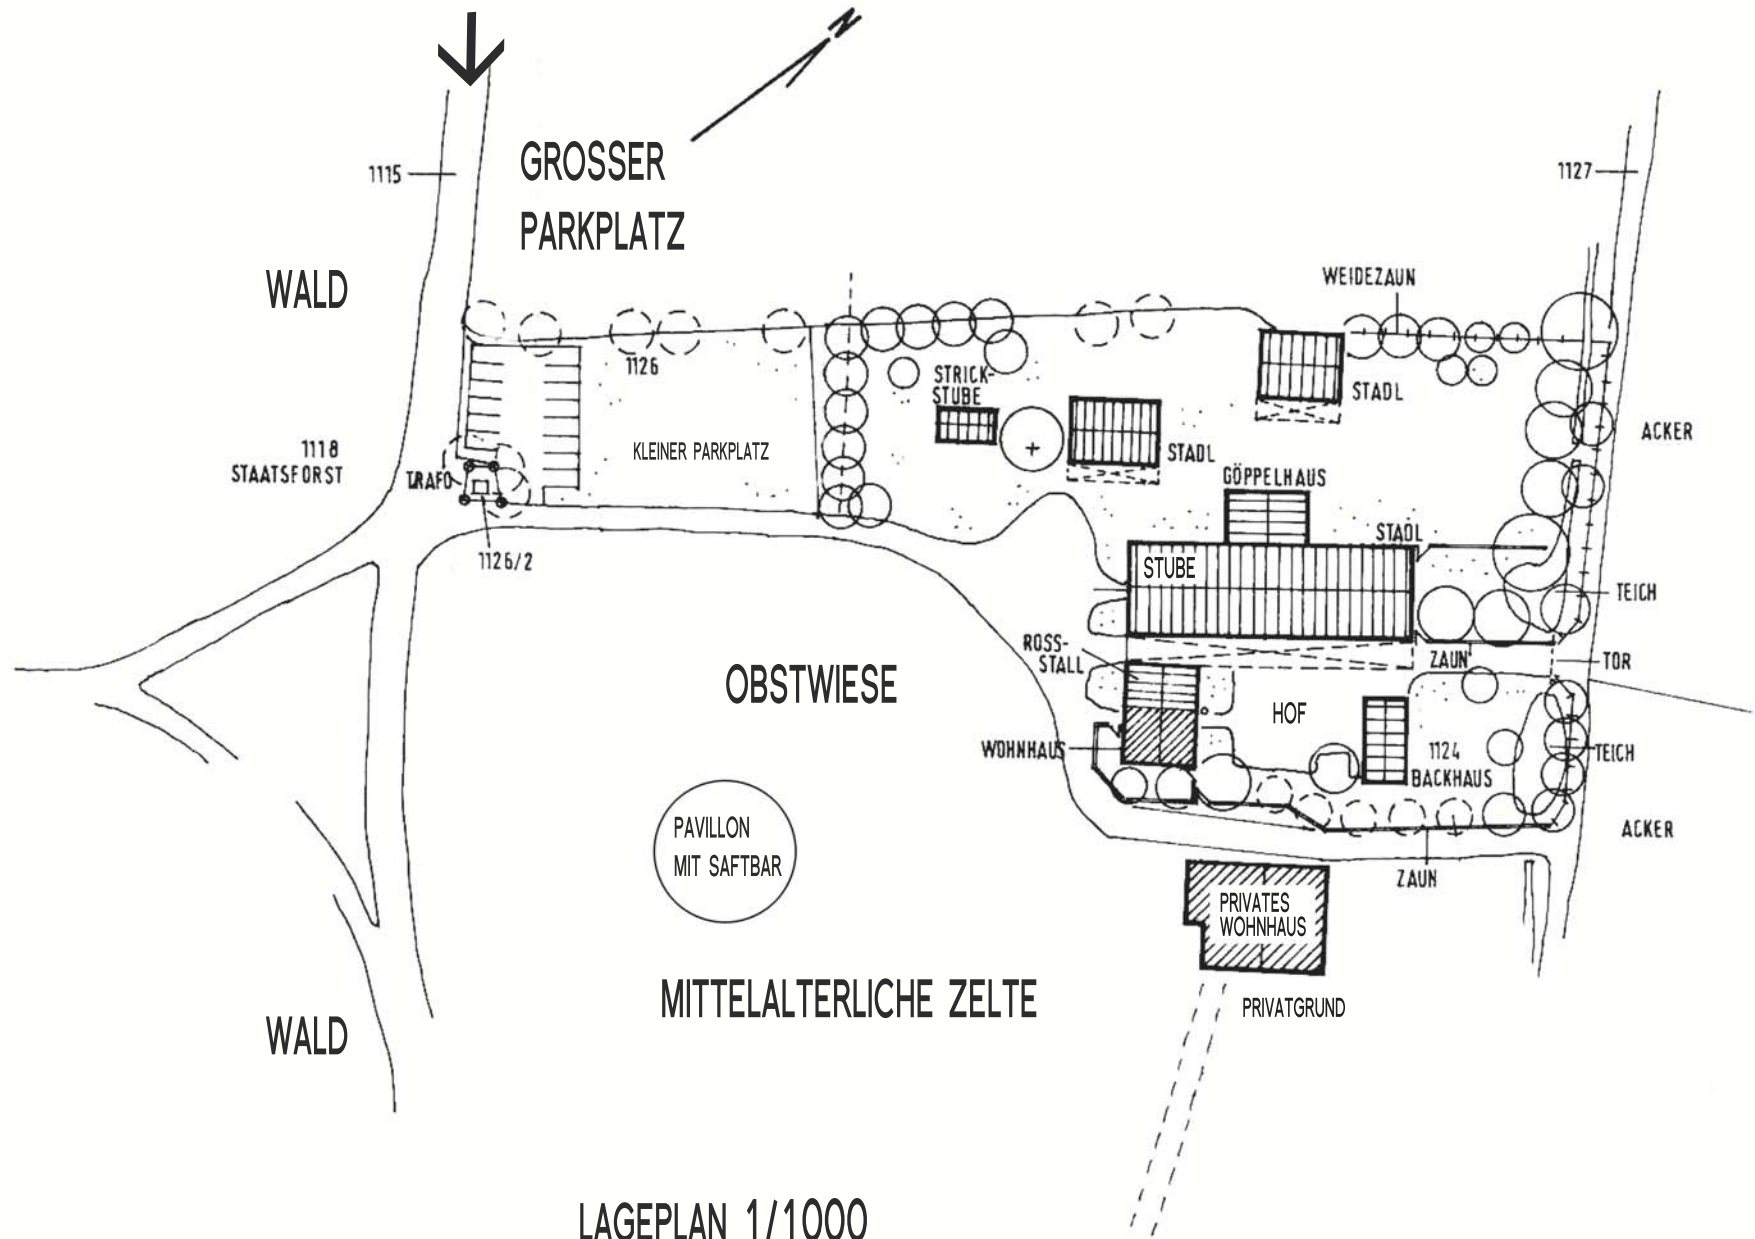 N
GROSSER
PARKPLATZ
1115
1127
WALD
WEIDEZAUN
1126
STRICK-
STUBE
STADL
ACKER
1118
STAATSFORST
KLEINER PARKPLATZ
STADL
TRAFO
GÖPPELHAUS
STADL
1126/2
STUBE
TEICH
ROSS-
STALL
ZAUN
TOR
OBSTWIESE
HOF
WOHNHAUS
1124
BACKHAUS
TEICH
PAVILLON
MIT SAFTBAR
ACKER
ZAUN
PRIVATES
WOHNHAUS
MITTELALTERLICHE ZELTE
PRIVATGRUND
WALD
LAGEPLAN 1/1000